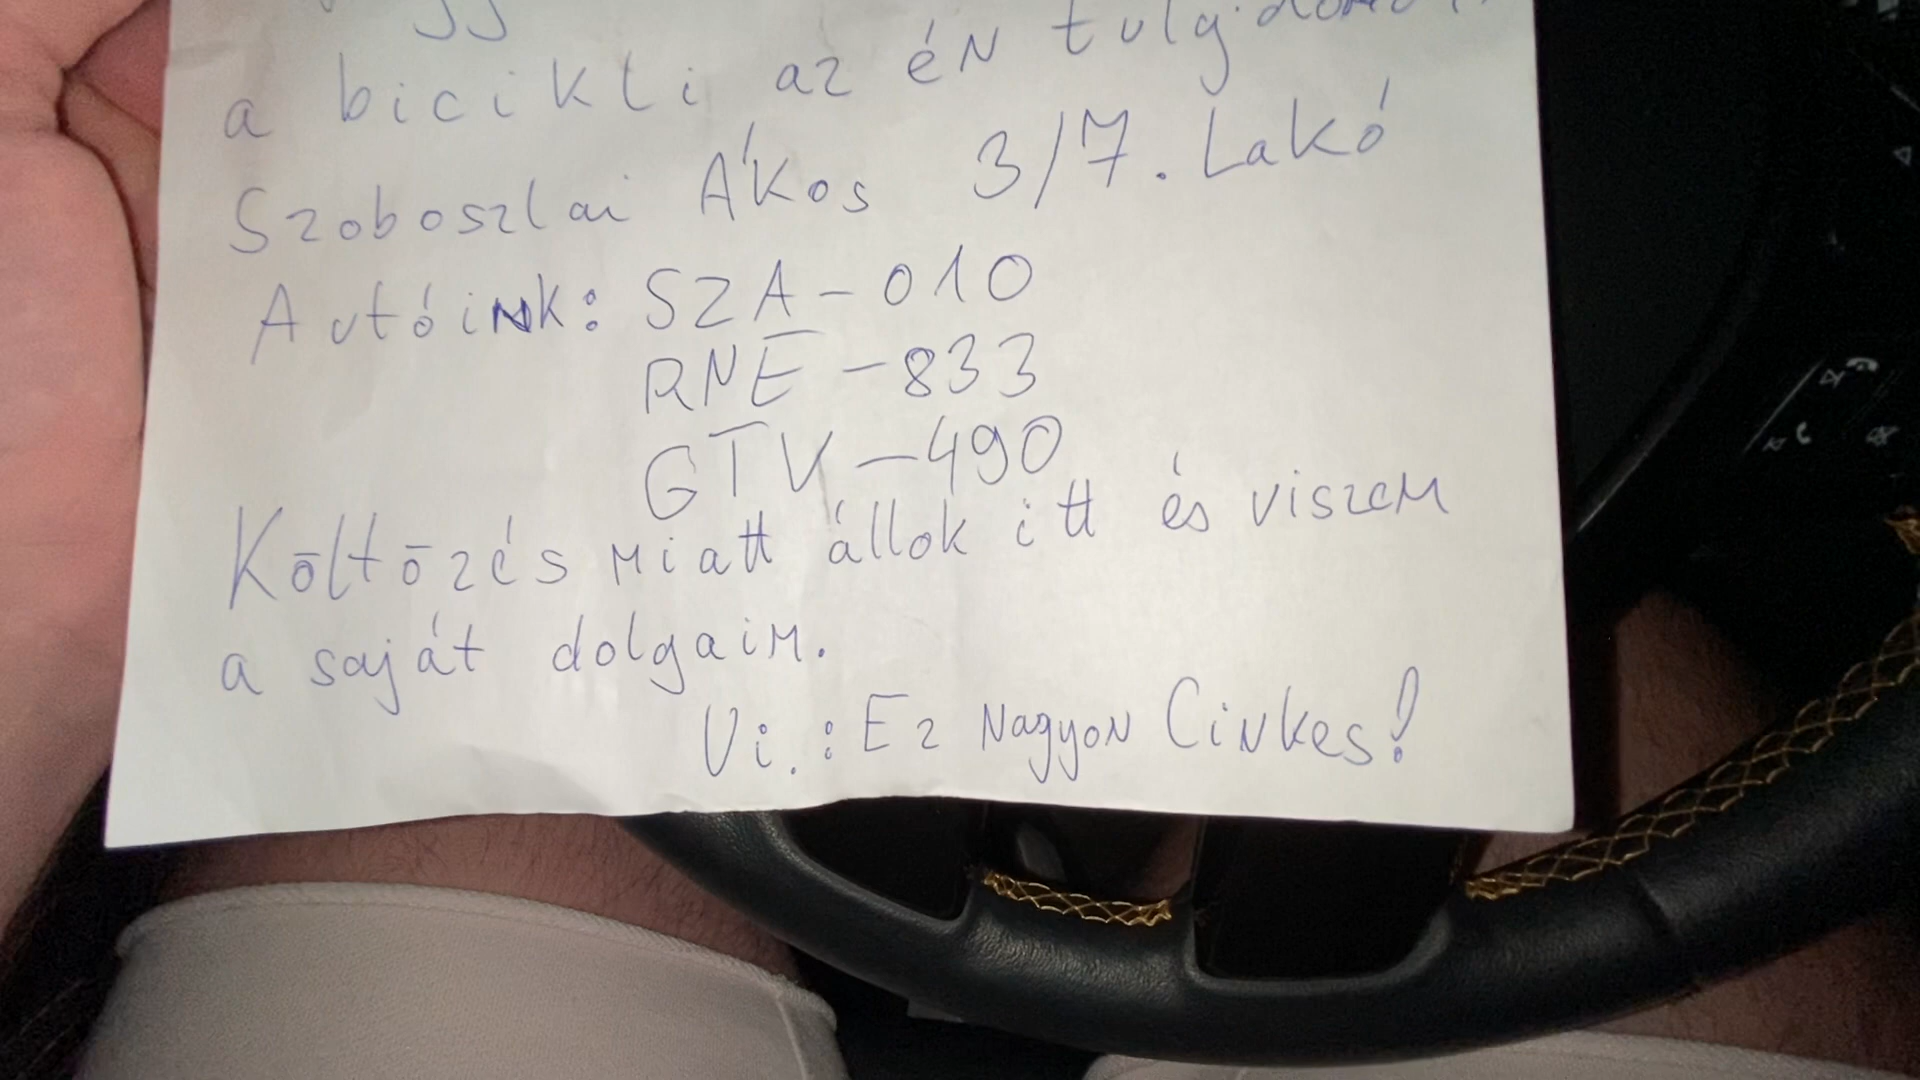 a bicikli az én
Szoboszlai Ákos 3/7. Lakó
Autóink: SZA-010
RNE-833
GTV-490
Költözés miatt állok itt és viszem
a saját dolgaim.
Ui.: Ez Nagyon Cinkes!